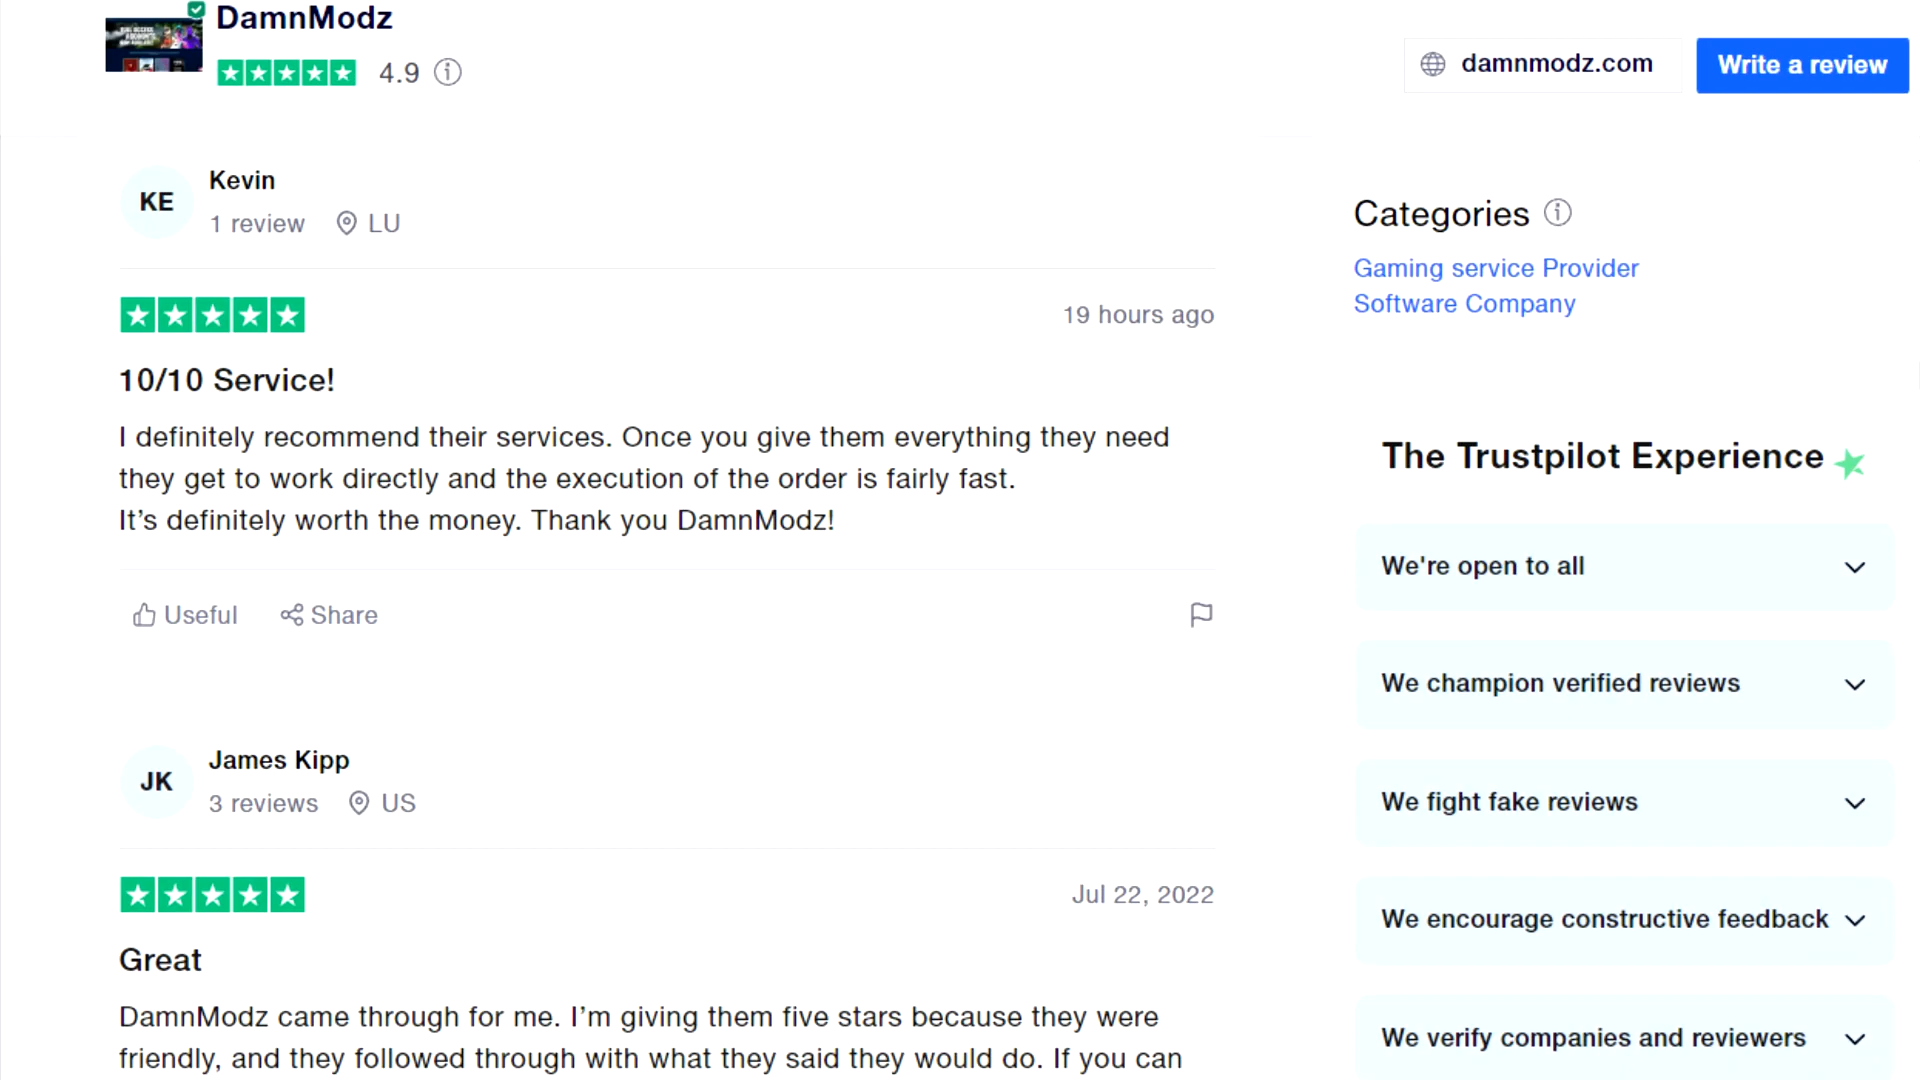 DamnModz
4.9
damnmodz.com
Write a review
Kevin
KE
1 review
LU
19 hours ago
10/10 Service!
I definitely recommend their services. Once you give them everything they need
they get to work directly and the execution of the order is fairly fast.
It's definitely worth the money. Thank you DamnModz!
Useful
Share
James Kipp
JK
3 reviews
US
Jul 22, 2022
Great
DamnModz came through for me. I'm giving them five stars because they were
friendly, and they followed through with what they said they would do. If you can
Categories
Gaming service Provider
Software Company
The Trustpilot Experience
We're open to all
We champion verified reviews
We fight fake reviews
We encourage constructive feedback
We verify companies and reviewers